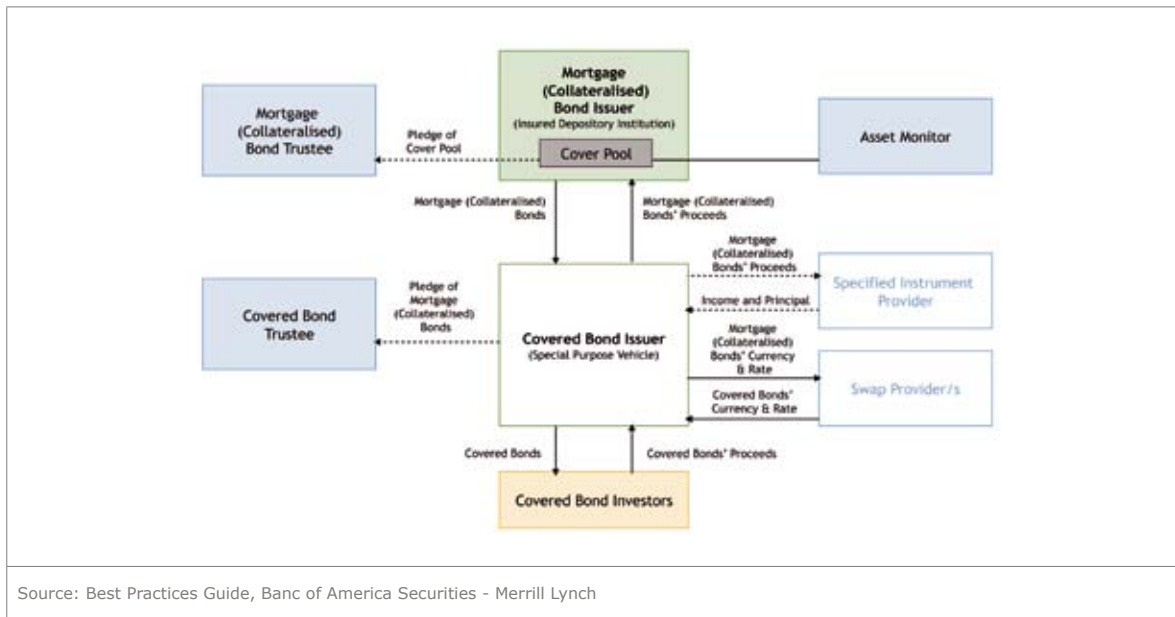 Mortgage
(Collateralised)
Bond Issuer
(Insured Depository Institution)
Cover Pool
Mortgage
(Collateralised)
Bond Trustee
Pledge of
Cover Pool
Asset Monitor
Mortgage (Collateralised)
Bonds
Mortgage (Collateralised)
Bonds' Proceeds
Mortgage
(Collateralised)
Bonds' Proceeds
Specified Instrument
Provider
Income and Principal
Covered Bond
Trustee
Pledge of
Mortgage
(Collateralised)
Bonds
Covered Bond Issuer
(Special Purpose Vehicle)
Mortgage
(Collateralised)
Bonds' Currency
& Rate
Swap Provider/s
Covered Bonds'
Currency & Rate
Covered Bonds
Covered Bonds' Proceeds
Covered Bond Investors
Source: Best Practices Guide, Banc of America Securities - Merrill Lynch